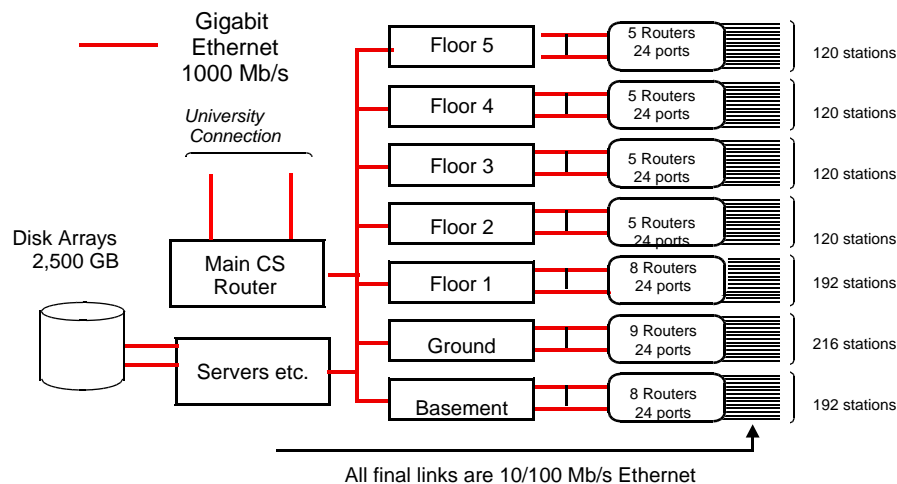 Gigabit
Ethernet
1000 Mb/s
University
Connection
Disk Arrays
2,500 GB
Main CS
Router
Servers etc.
Floor 5
5 Routers
24 ports
120 stations
Floor 4
5 Routers
24 ports
120 stations
Floor 3
5 Routers
24 ports
120 stations
Floor 2
5 Routers
24 ports
120 stations
Floor 1
8 Routers
24 ports
192 stations
Ground
9 Routers
24 ports
216 stations
Basement
8 Routers
24 ports
192 stations
All final links are 10/100 Mb/s Ethernet